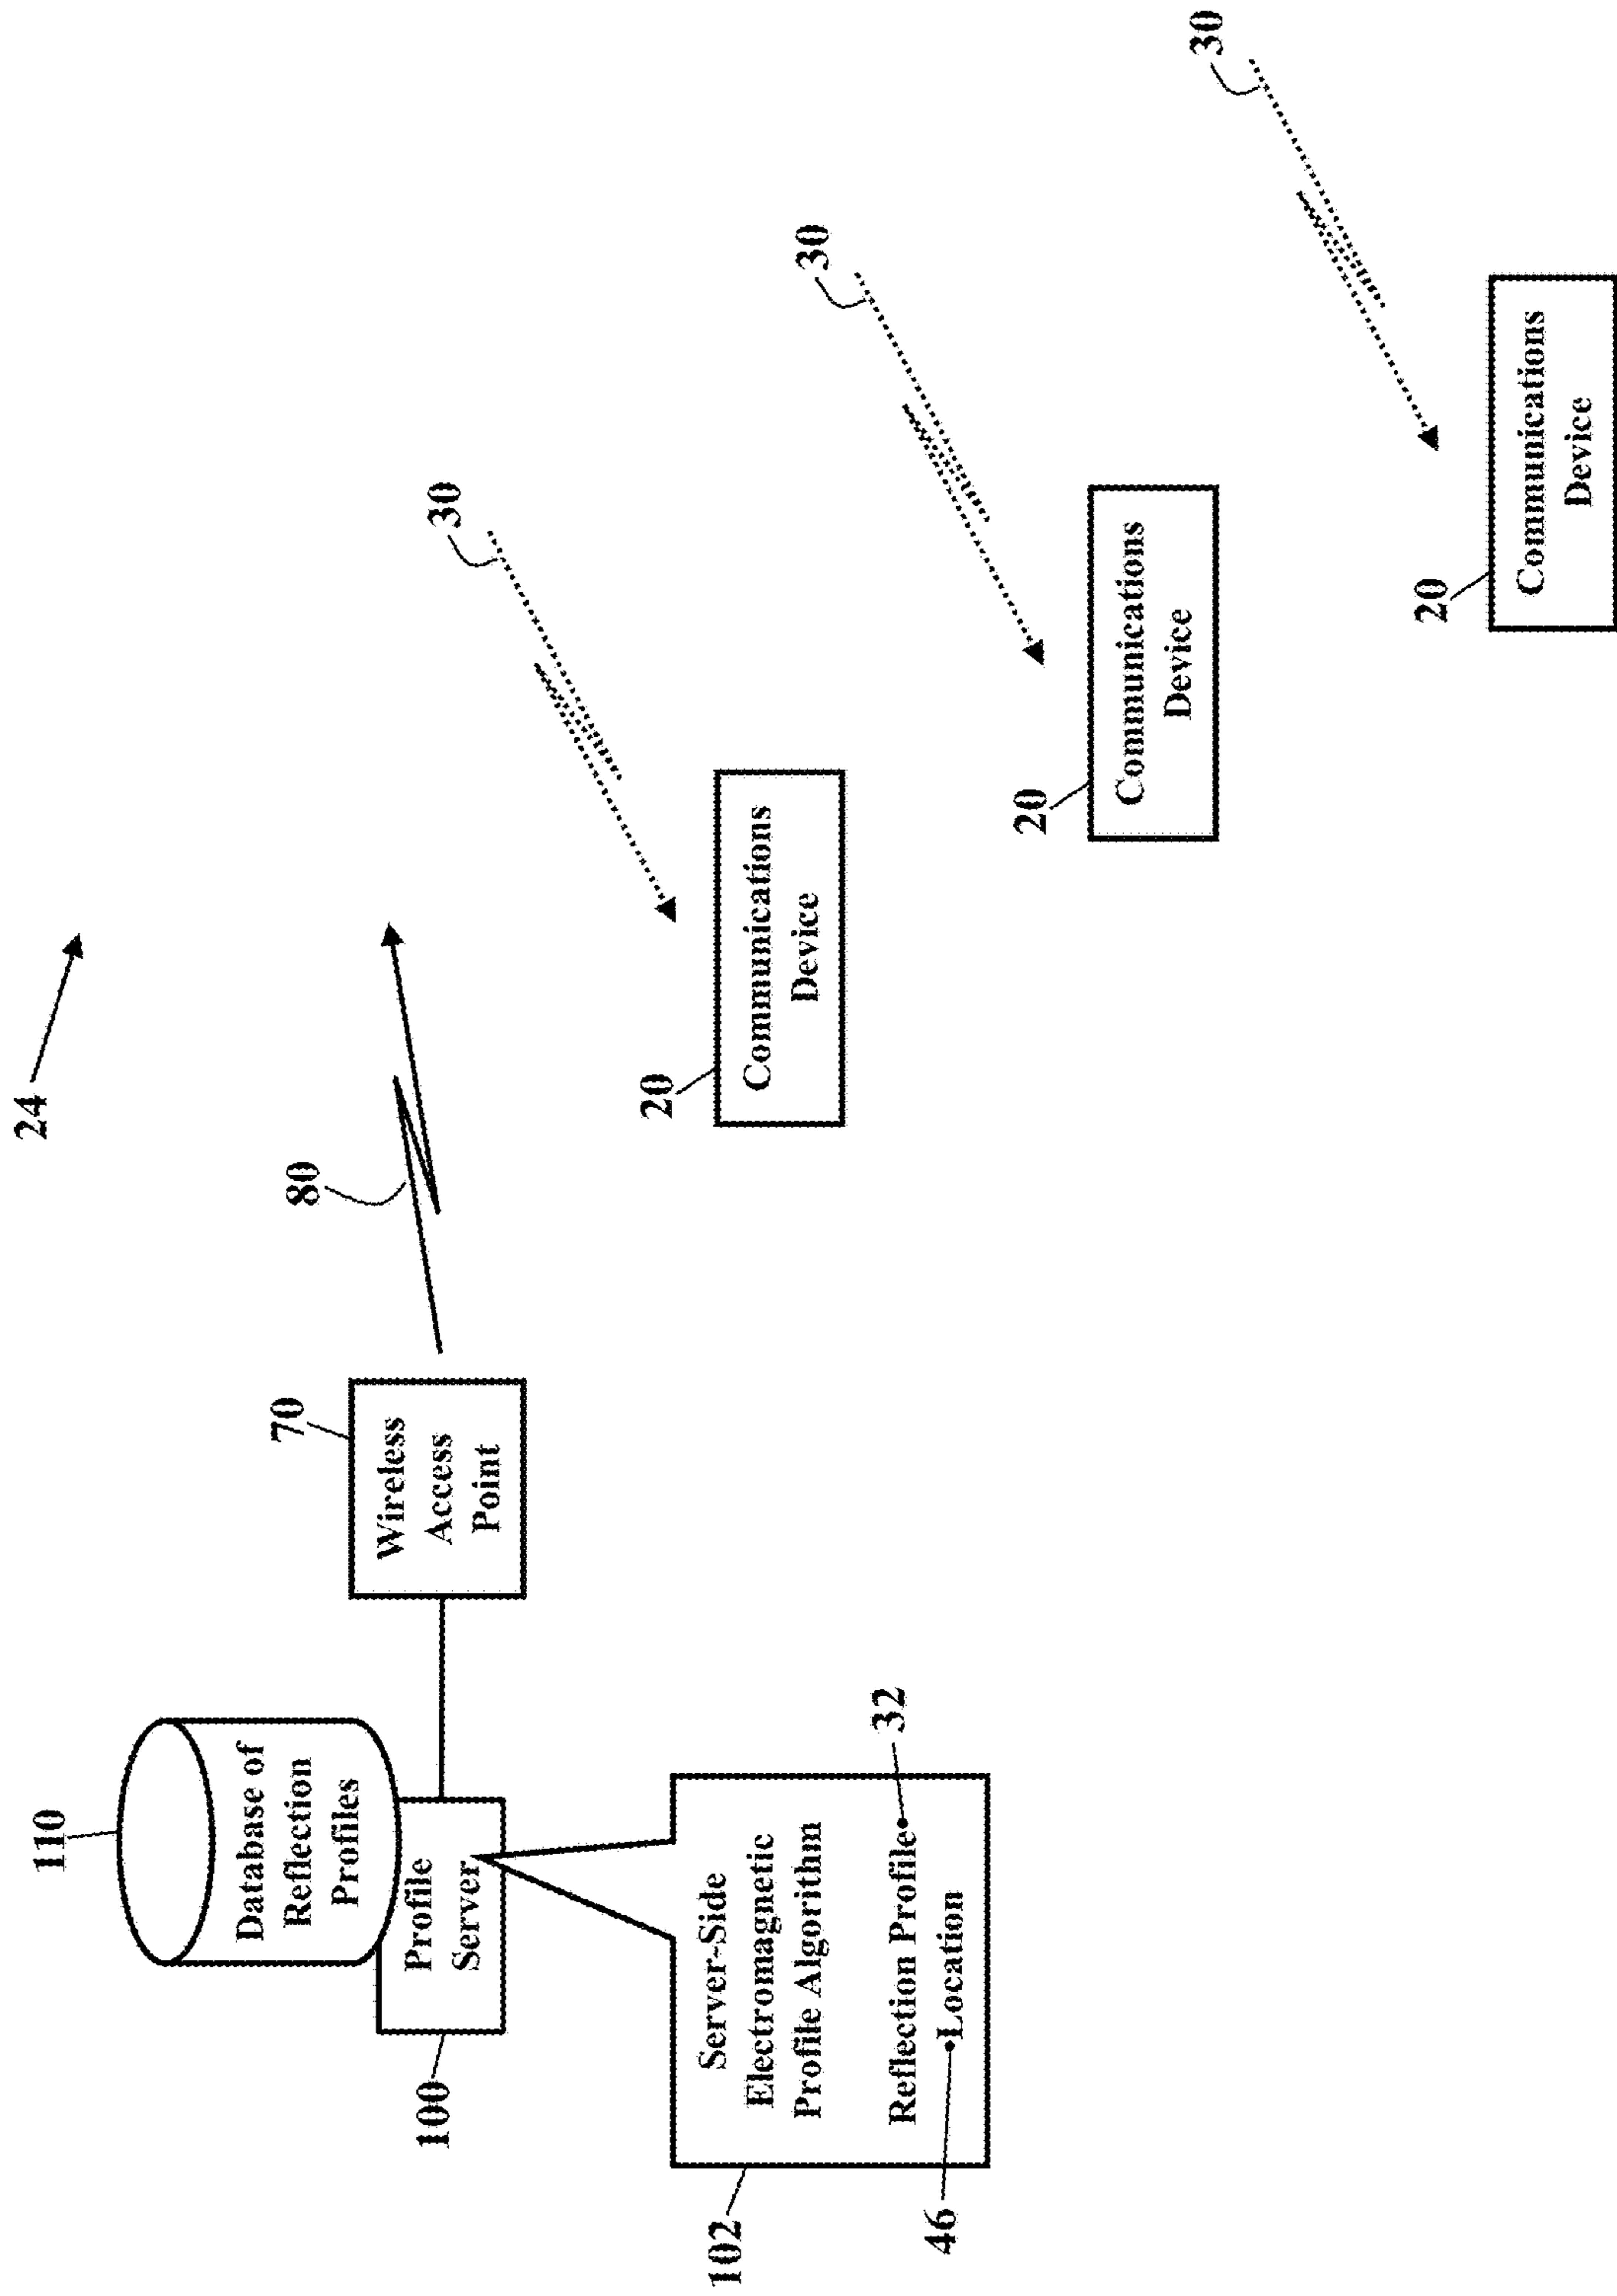 24
110
Database of
Reflection
Profiles
100
Profile
Server
70
Wireless
Access
Point
80
102
Server-Side
Electromagnetic
Profile Algorithm
Reflection Profile
32
46
Location
30
20
Communications
Device
30
20
Communications
Device
30
20
Communications
Device